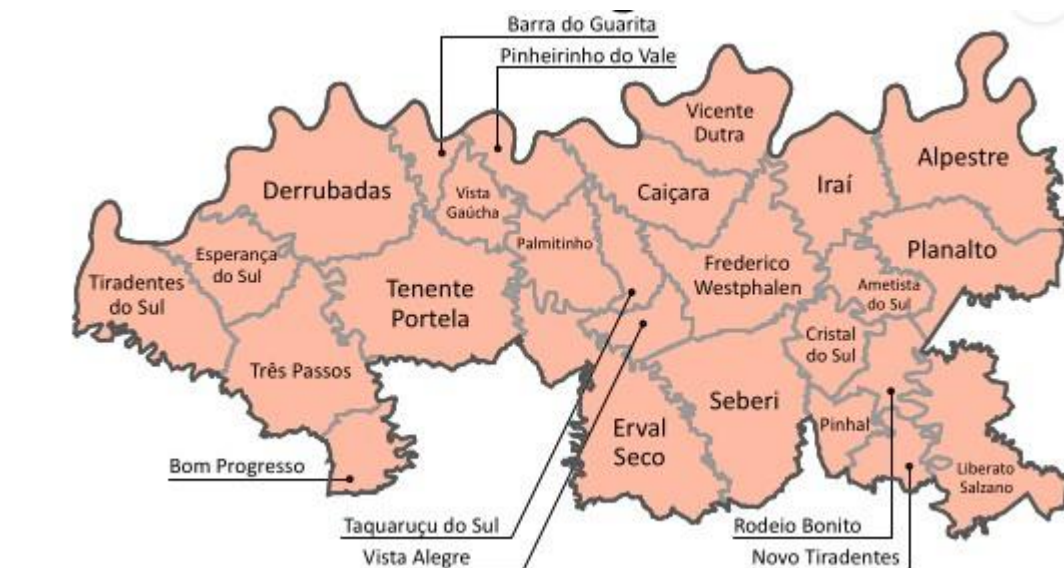 Barra do Guarita
Pinheirinho do Vale
Vicente
Dutra
Alpestre
Derrubadas
Vista
Gaúcha
Caiçara
Iraí
Esperança
do Sul
Palmitinho
Planalto
Tiradentes
do Sul
Tenente
Portela
Frederico
Westphalen
Ametista
do Sul
Cristal
do Sul
Três Passos
Seberi
Erval
Seco
Pinhal
Bom Progresso
Liberato
Salzano
Taquaruçu do Sul
Vista Alegre
Rodeio Bonito
Novo Tiradentes